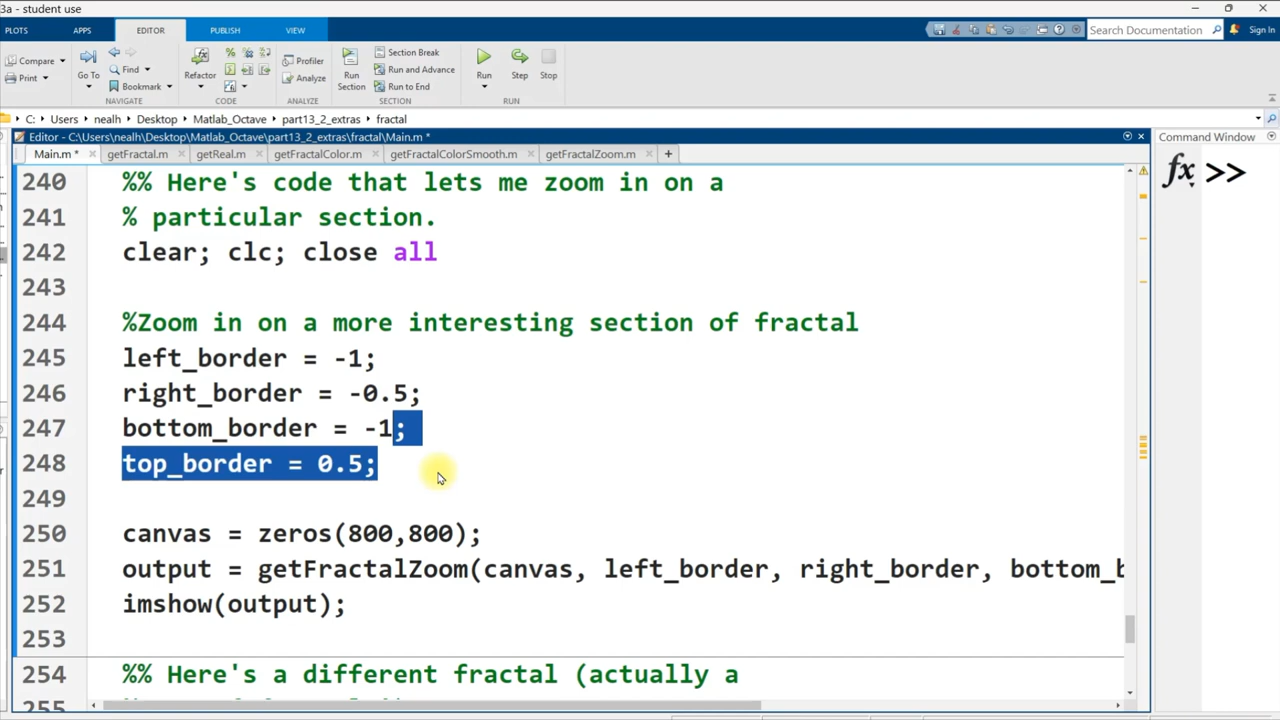 3a - student use
PLOTS APPS EDITOR PUBLISH VIEW Search Documentation Sign In
Compare Go To Find Refactor Profiler Run Section Section Break Run Step Stop
Print Bookmark Analyze Run and Advance
Run to End
NAVIGATE CODE ANALYZE SECTION RUN
C: Users nealh Desktop Matlab_Octave part13_2_extras fractal
Editor - C:\Users\nealh\Desktop\Matlab_Octave\part13_2_extras\fractal\Main.m * Command Window
Main.m * getFractal.m getReal.m getFractalColor.m getFractalColorSmooth.m getFractalZoom.m +
fx >>
240 %% Here's code that lets me zoom in on a
241 % particular section.
242 clear; clc; close all
243
244 %Zoom in on a more interesting section of fractal
245 left_border = -1;
246 right_border = -0.5;
247 bottom_border = -1;
248 top_border = 0.5;
249
250 canvas = zeros(800,800);
251 output = getFractalZoom(canvas, left_border, right_border, bottom_b
252 imshow(output);
253
254 %% Here's a different fractal (actually a
255